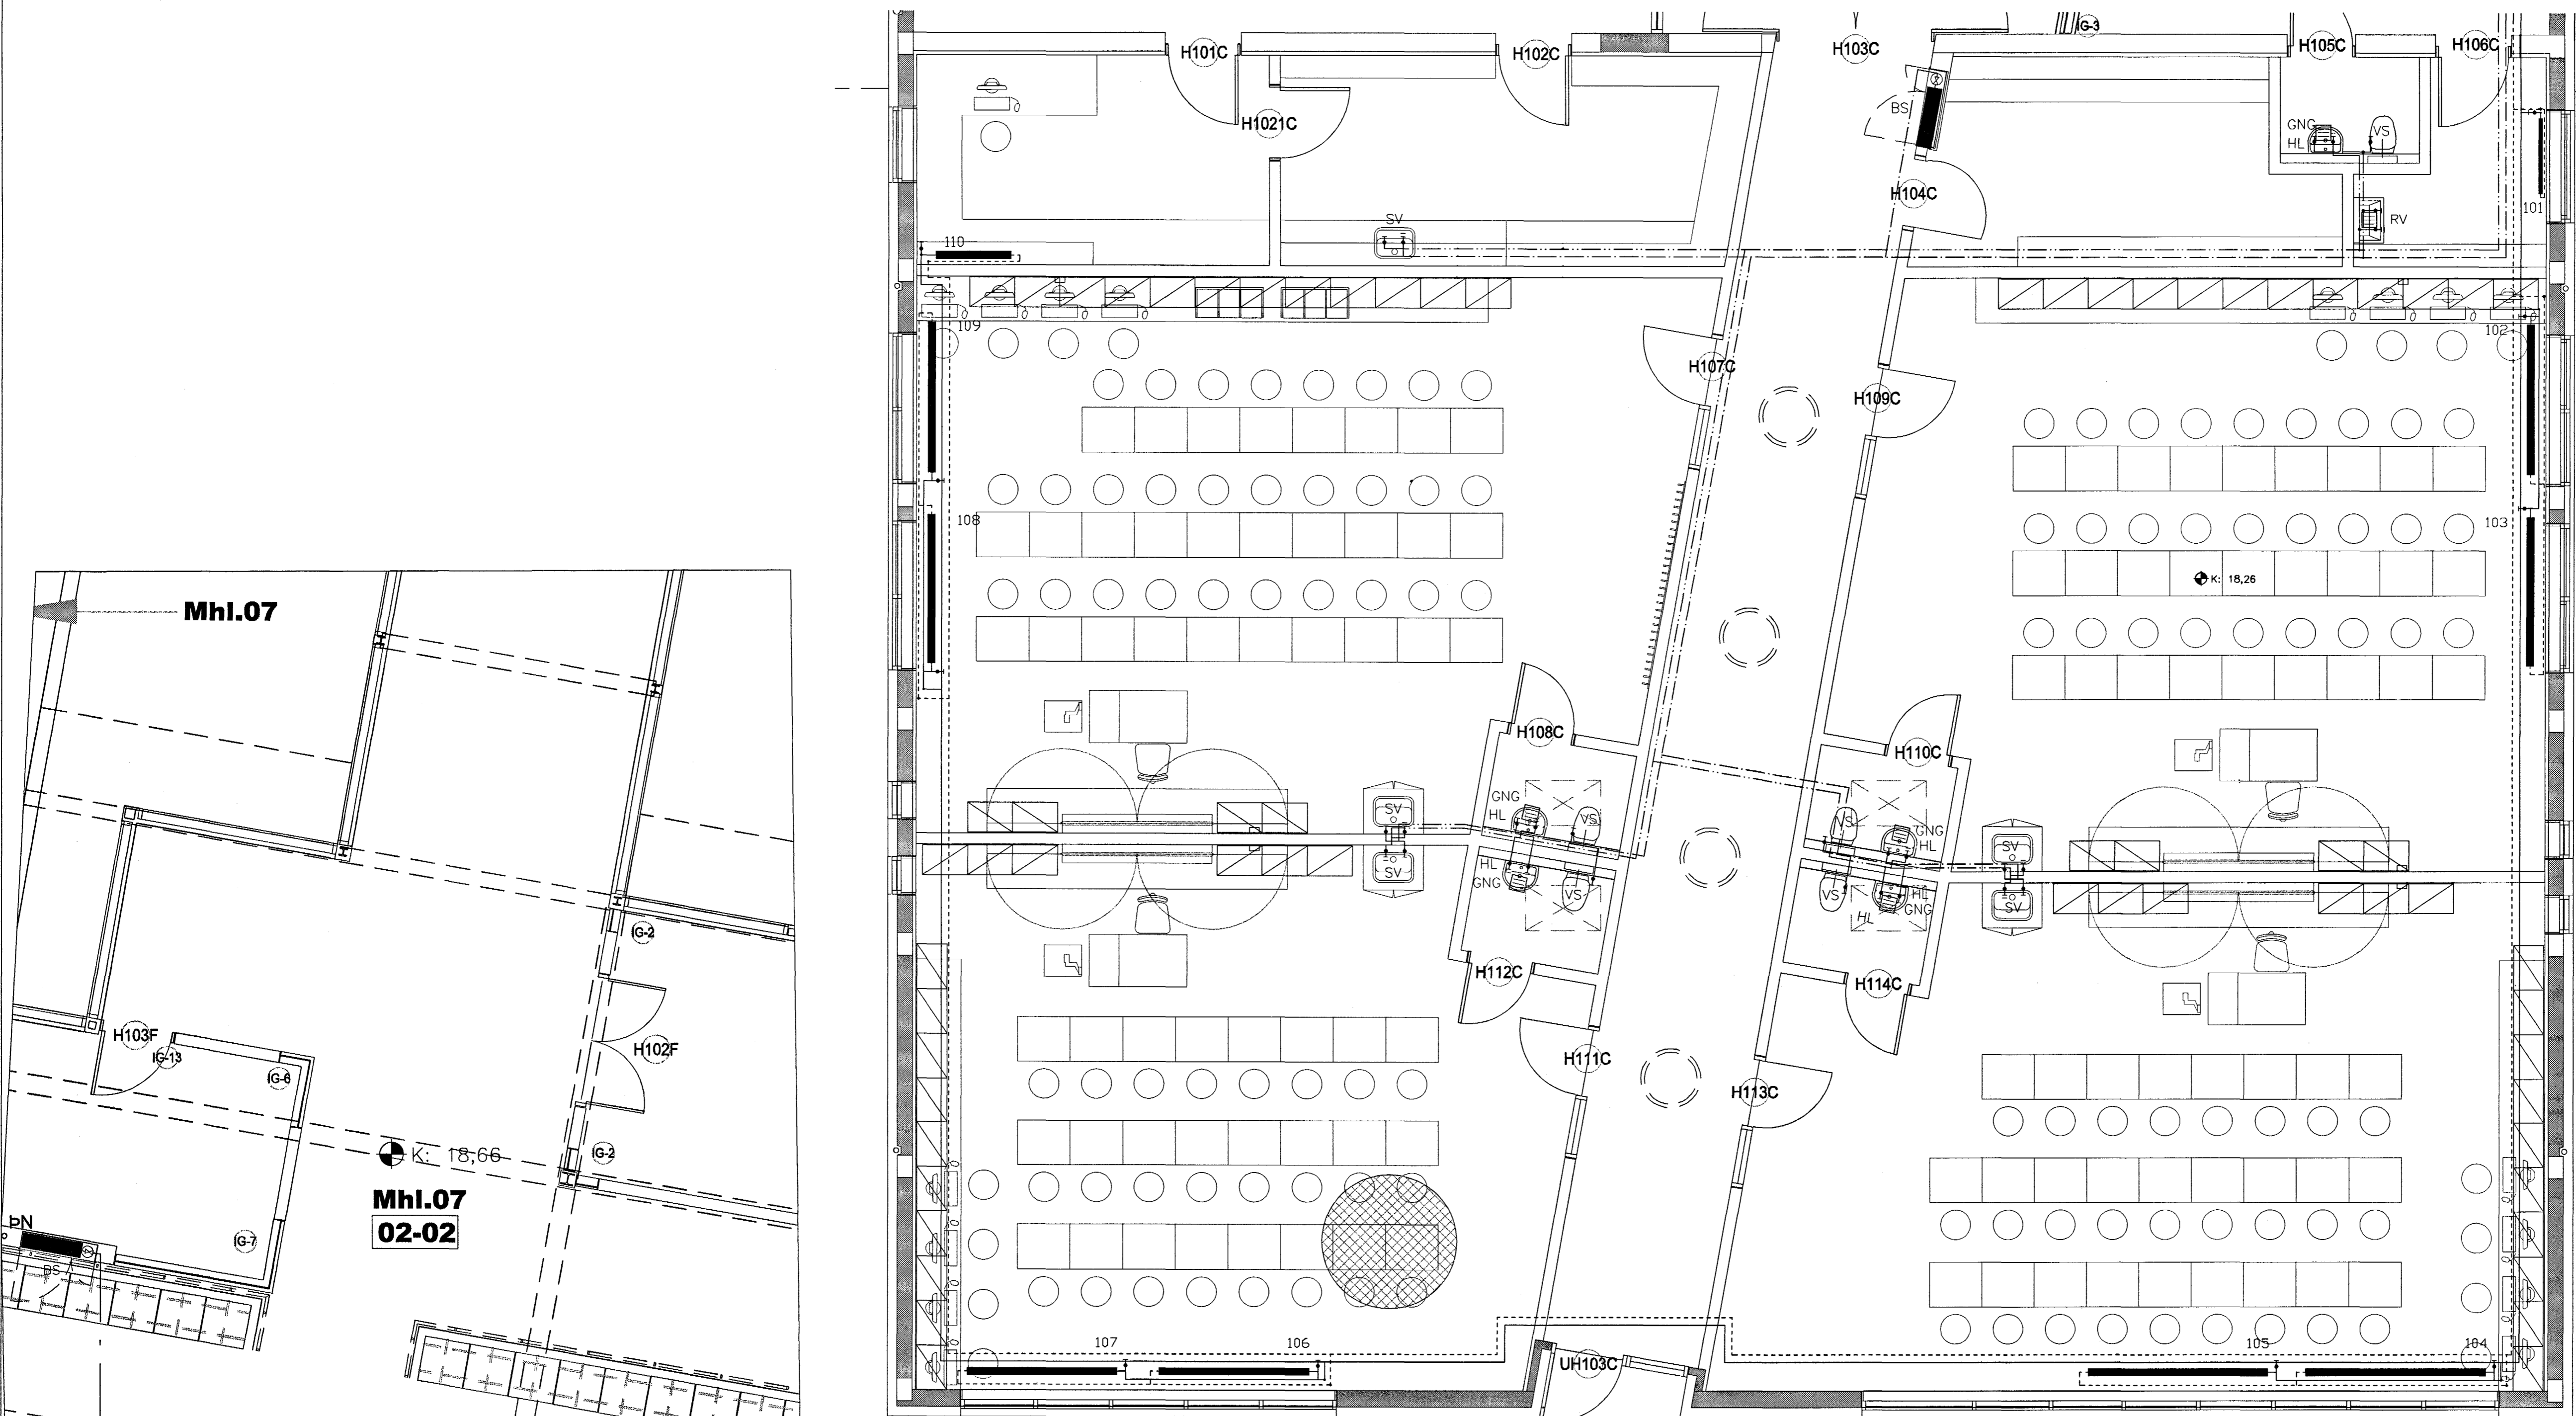 H101C
H102C
H103C
IG-3
H105C
H106C
H1021C
BS
GNG
HL
VS
H104C
101
RV
SV
110
109
102
H107C
H109C
108
103
K: 18,26
Mhl.07
H108C
H110C
GNG
HL
VS
SV
VS
GNG
HL
SV
HL
GNG
VS
SV
VS
HL
GNG
HL
SV
IG-2
H112C
H114C
H103F
IG-13
H102F
IG-6
H111C
H113C
K: 18,66
IG-2
Mhl.07
02-02
IG-7
BS
107
106
UH103C
105
104